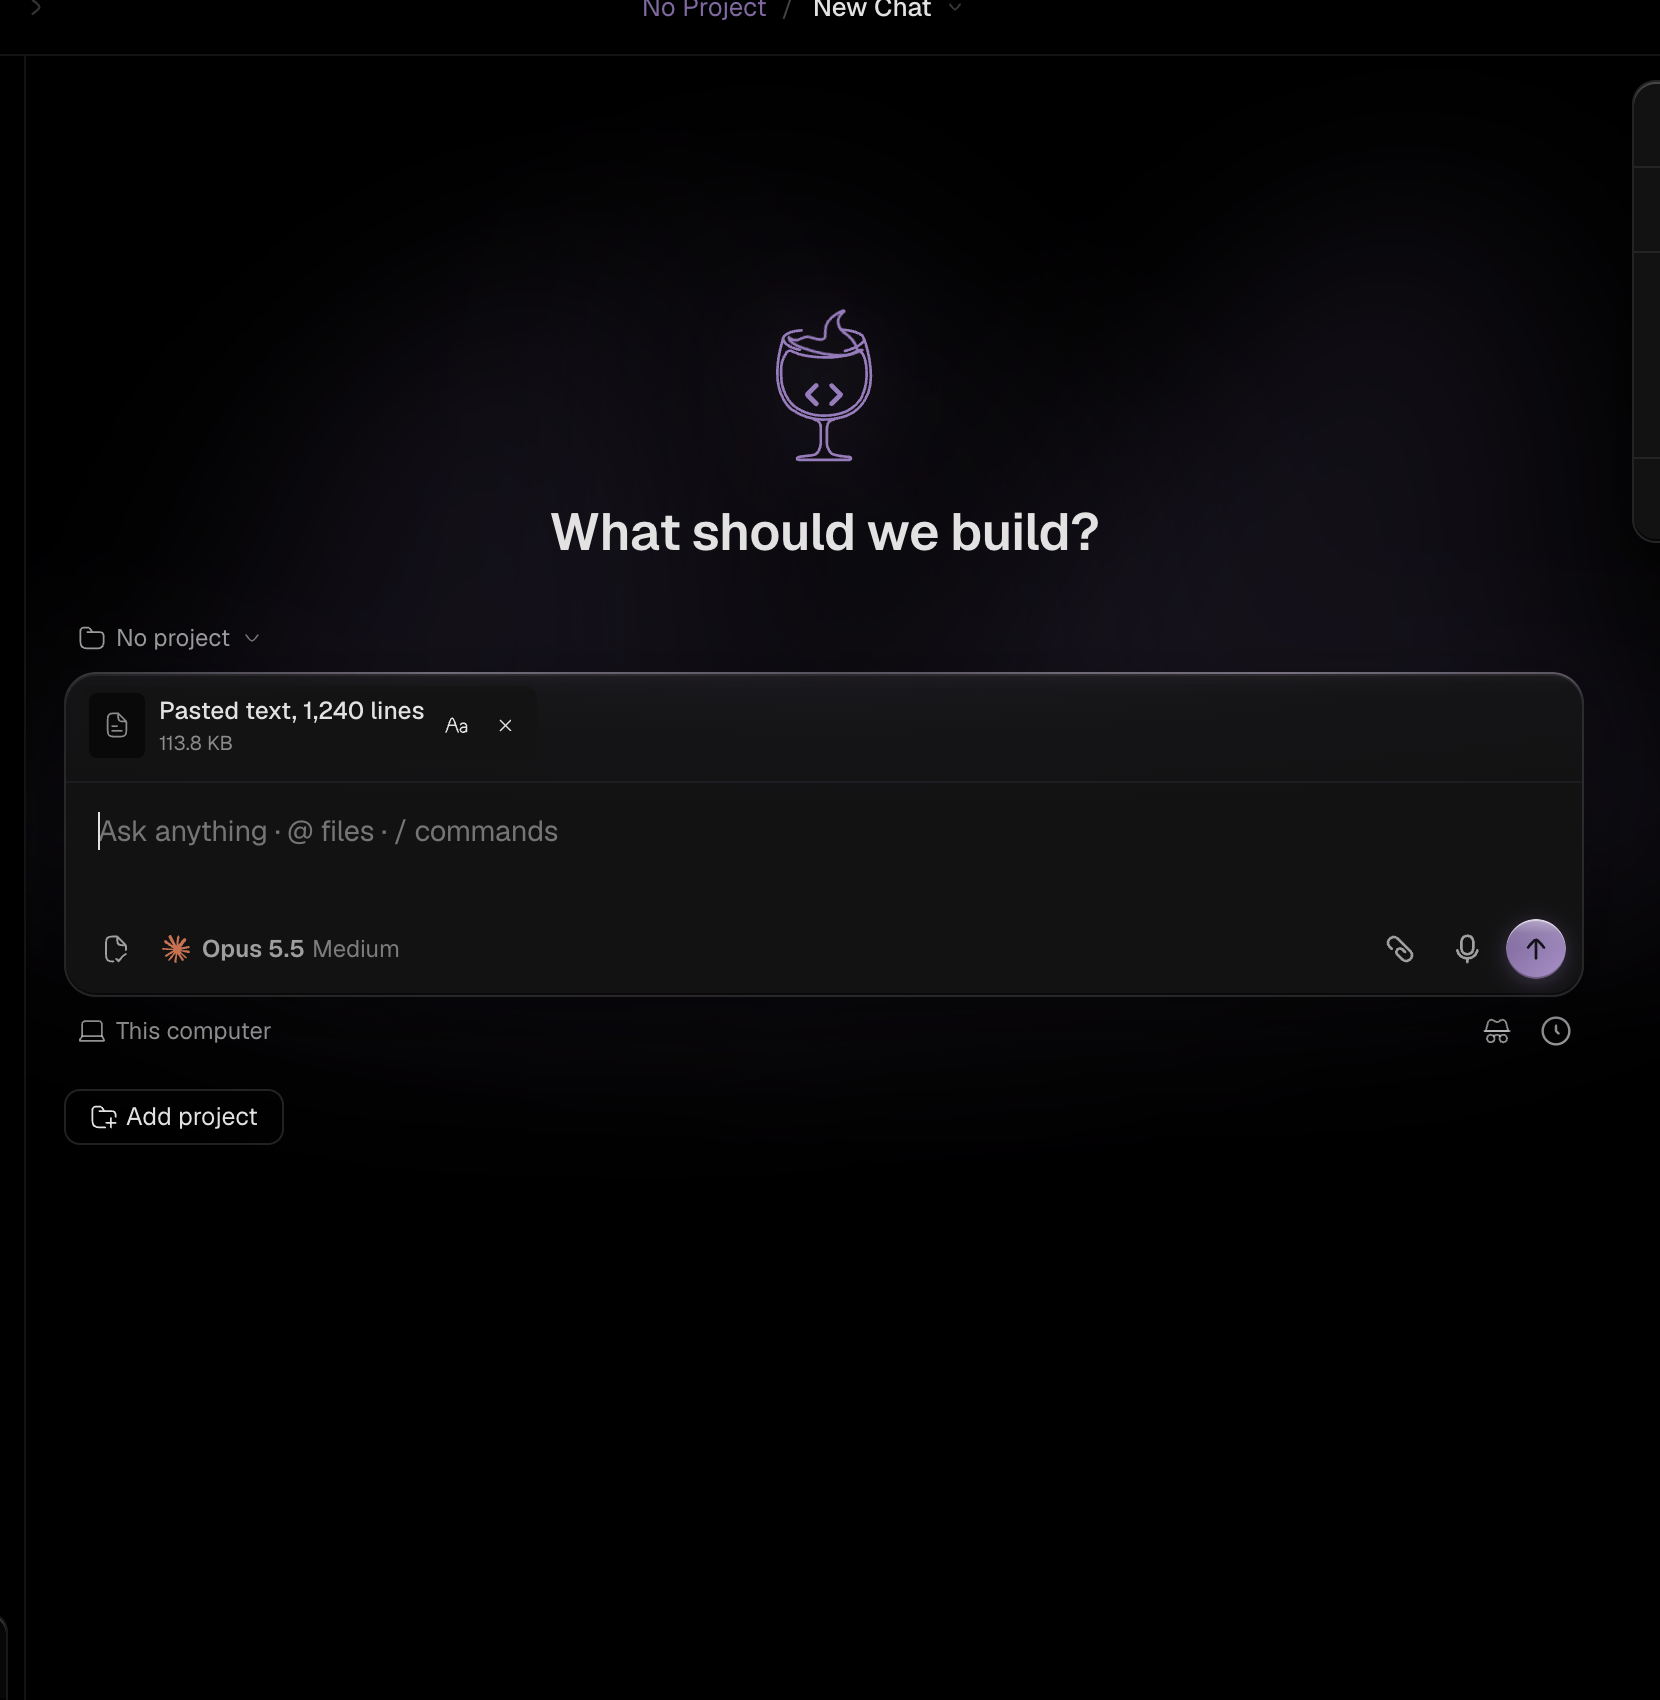 No Project / New Chat
What should we build?
No project
Pasted text, 1,240 lines
Aa
113.8 KB
Ask anything · @ files · / commands
Opus 5.5 Medium
This computer
Add project